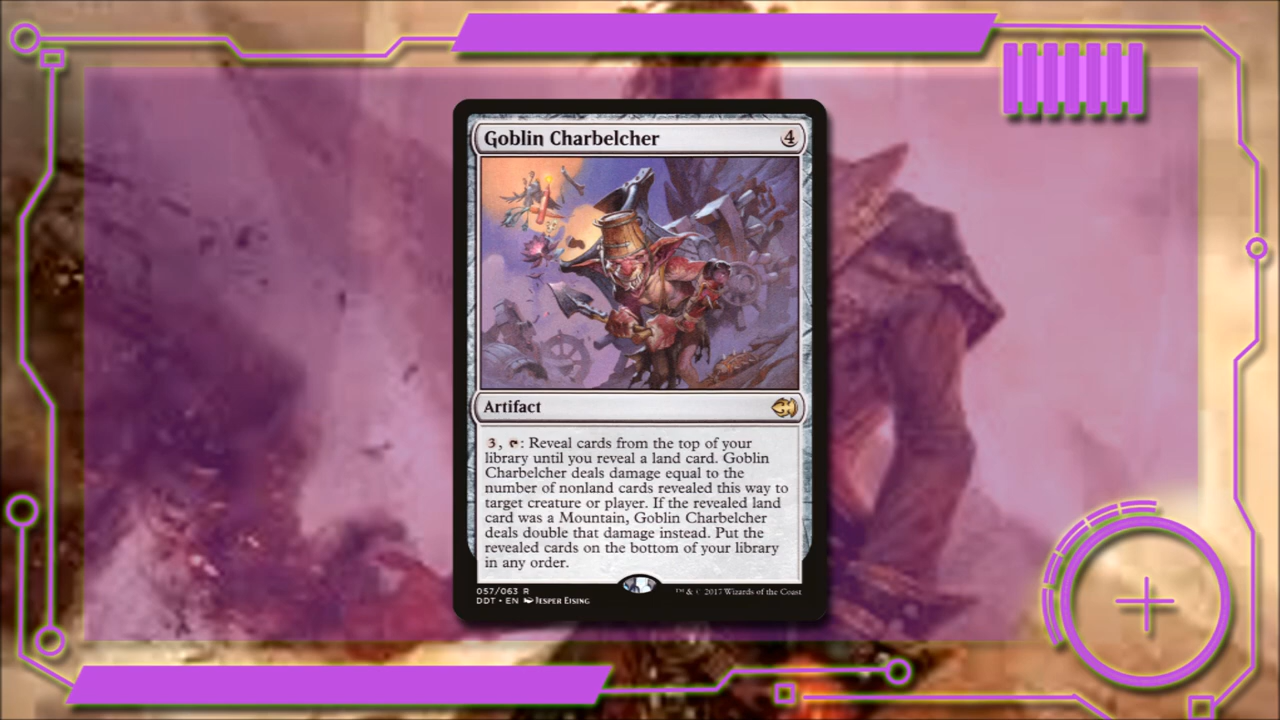 Goblin Charbelcher 4
Artifact
3, : Reveal cards from the top of your
library until you reveal a land card. Goblin
Charbelcher deals damage equal to the
number of nonland cards revealed this way to
target creature or player. If the revealed land
card was a Mountain, Goblin Charbelcher
deals double that damage instead. Put the
revealed cards on the bottom of your library
in any order.
057/063 R
DDT • EN Jesper Eising
™ & © 2017 Wizards of the Coast